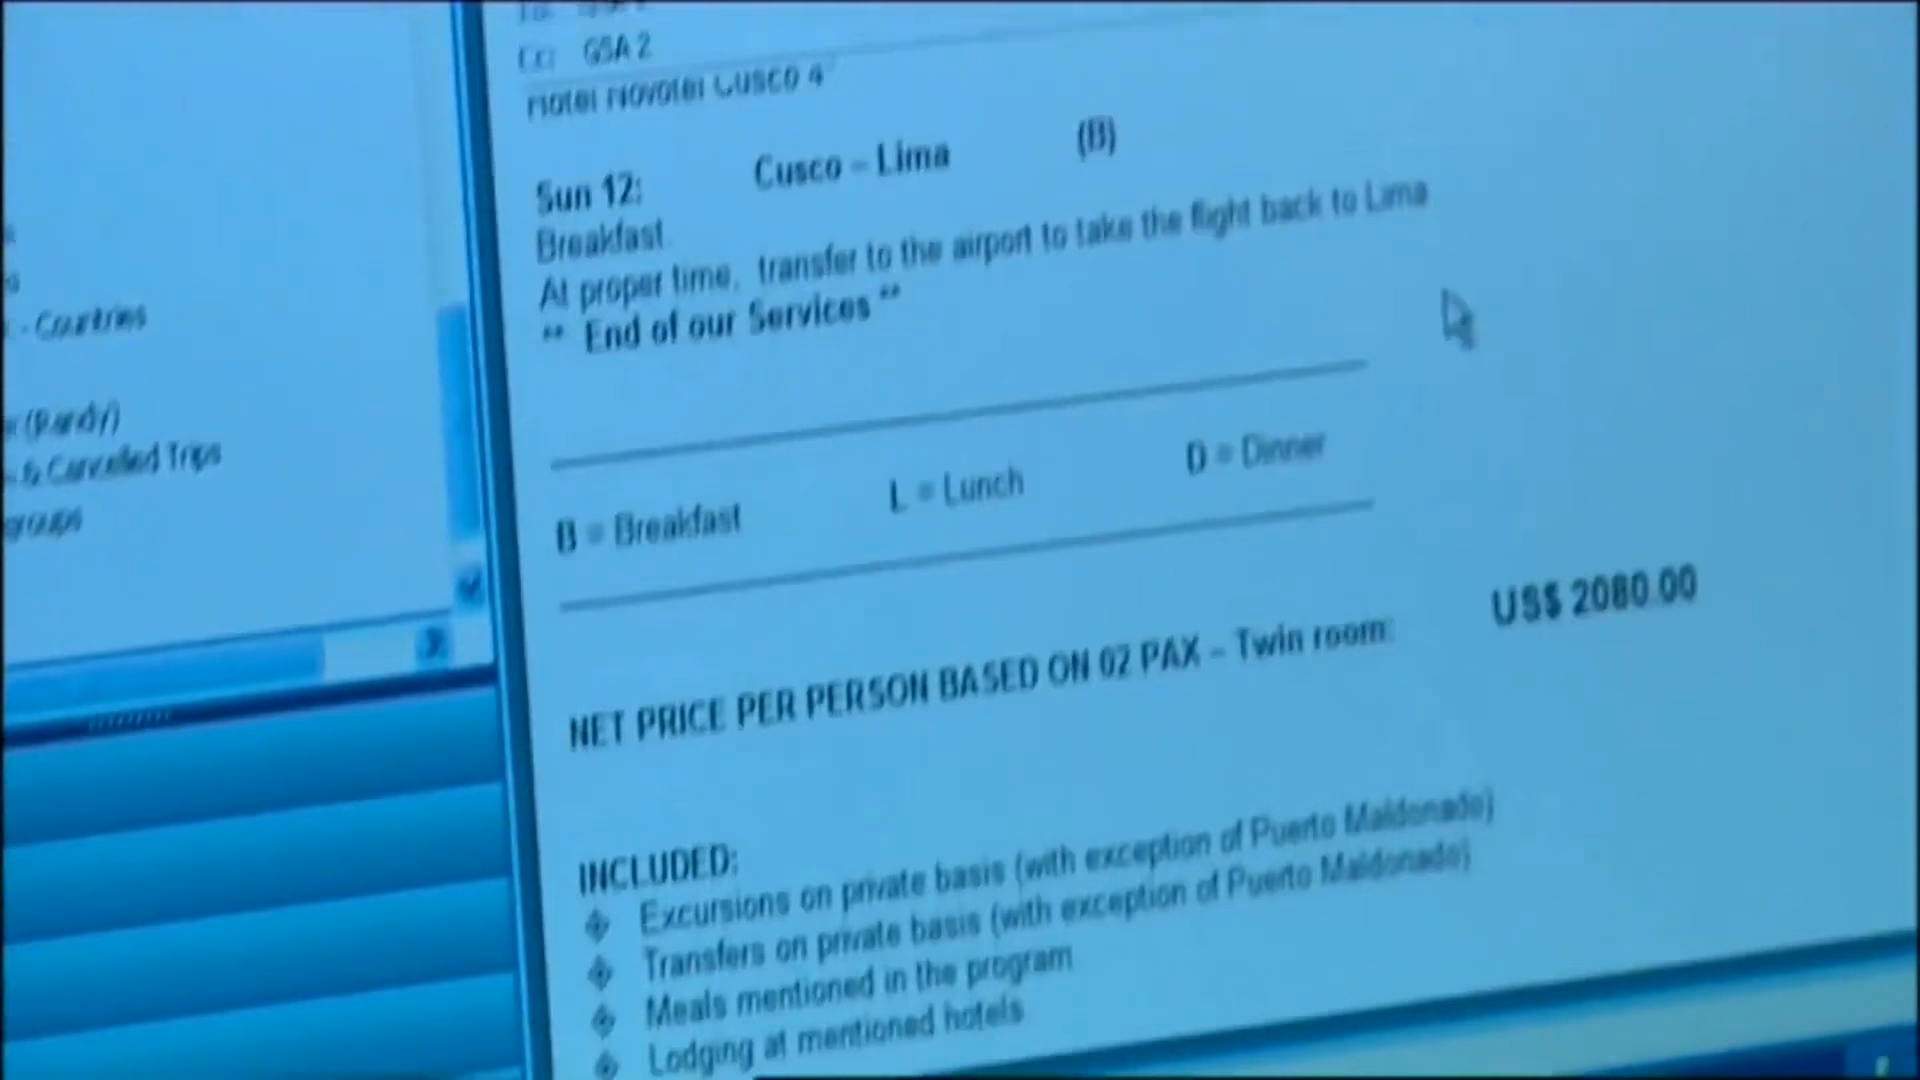 Cc: GSA 2
Hotel Novotel Cusco 4*
Sun 12: Cusco – Lima (B)
Breakfast.
At proper time, transfer to the airport to take the flight back to Lima
** End of our Services **
B = Breakfast L = Lunch D = Dinner
NET PRICE PER PERSON BASED ON 02 PAX – Twin room: US$ 2080.00
INCLUDED:
Excursions on private basis (with exception of Puerto Maldonado)
Transfers on private basis (with exception of Puerto Maldonado)
Meals mentioned in the program
Lodging at mentioned hotels
- Countries
(Randy)
& Cancelled Trips
groups